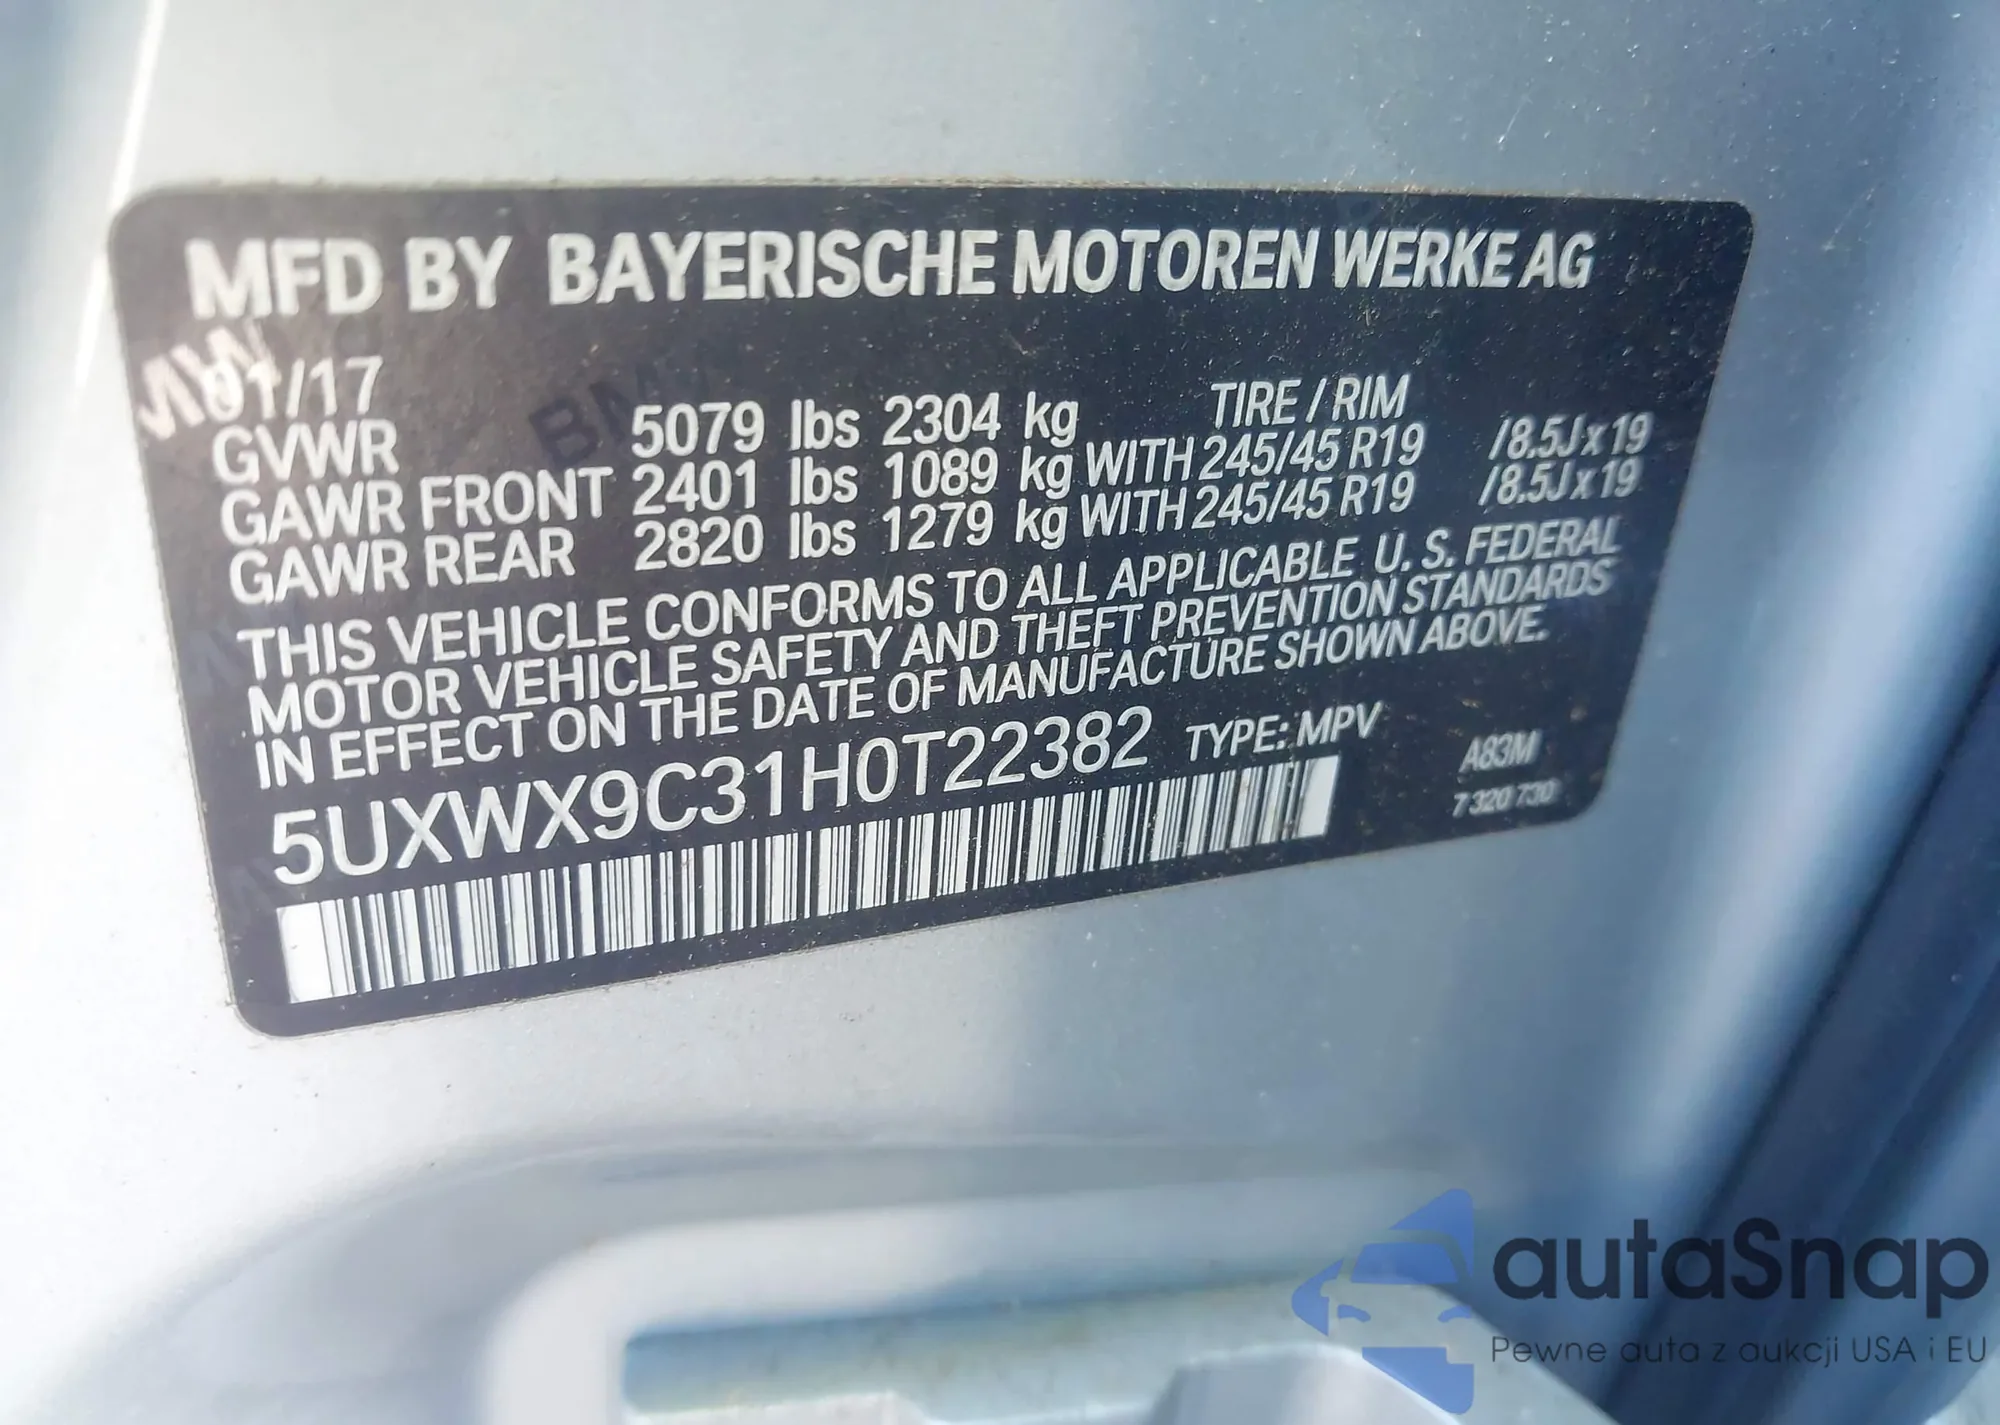 MFD BY BAYERISCHE MOTOREN WERKE AG
01/17
TIRE / RIM
GVWR 5079 lbs 2304 kg
GAWR FRONT 2401 lbs 1089 kg WITH 245/45 R19 /8.5J x 19
GAWR REAR 2820 lbs 1279 kg WITH 245/45 R19 /8.5J x 19
THIS VEHICLE CONFORMS TO ALL APPLICABLE U. S. FEDERAL
MOTOR VEHICLE SAFETY AND THEFT PREVENTION STANDARDS
IN EFFECT ON THE DATE OF MANUFACTURE SHOWN ABOVE.
5UXWX9C31H0T22382 TYPE: MPV A83M
7 320 730
autoSnap
Pewne auta z aukcji USA i EU